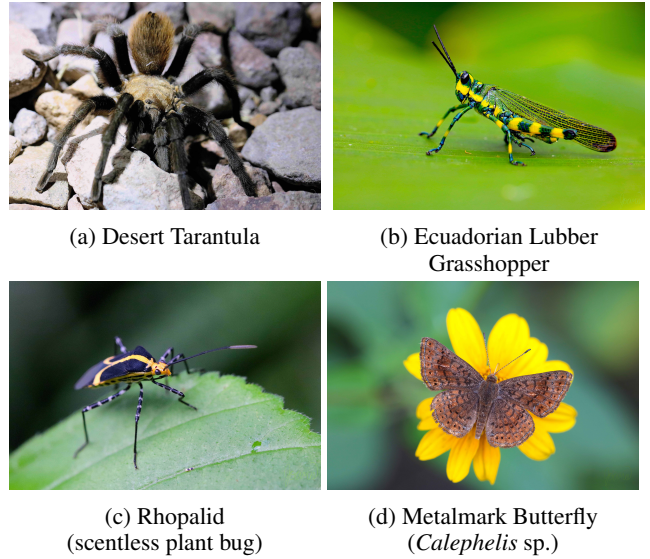 (a) Desert Tarantula
(b) Ecuadorian Lubber
Grasshopper
(c) Rhopalid
(scentless plant bug)
(d) Metalmark Butterfly
(Calephelis sp.)